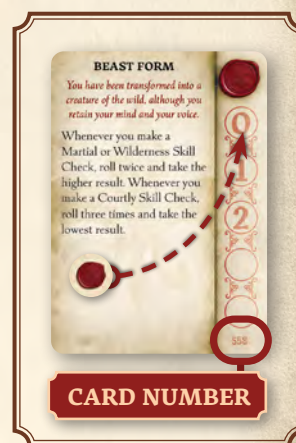 BEAST FORM
You have been transformed into a
creature of the wild, although you
retain your mind and your voice.
Whenever you make a
Martial or Wilderness Skill
Check, roll twice and take the
higher result. Whenever you
make a Courtly Skill Check,
roll three times and take the
lowest result.
0
1
2
558
CARD NUMBER